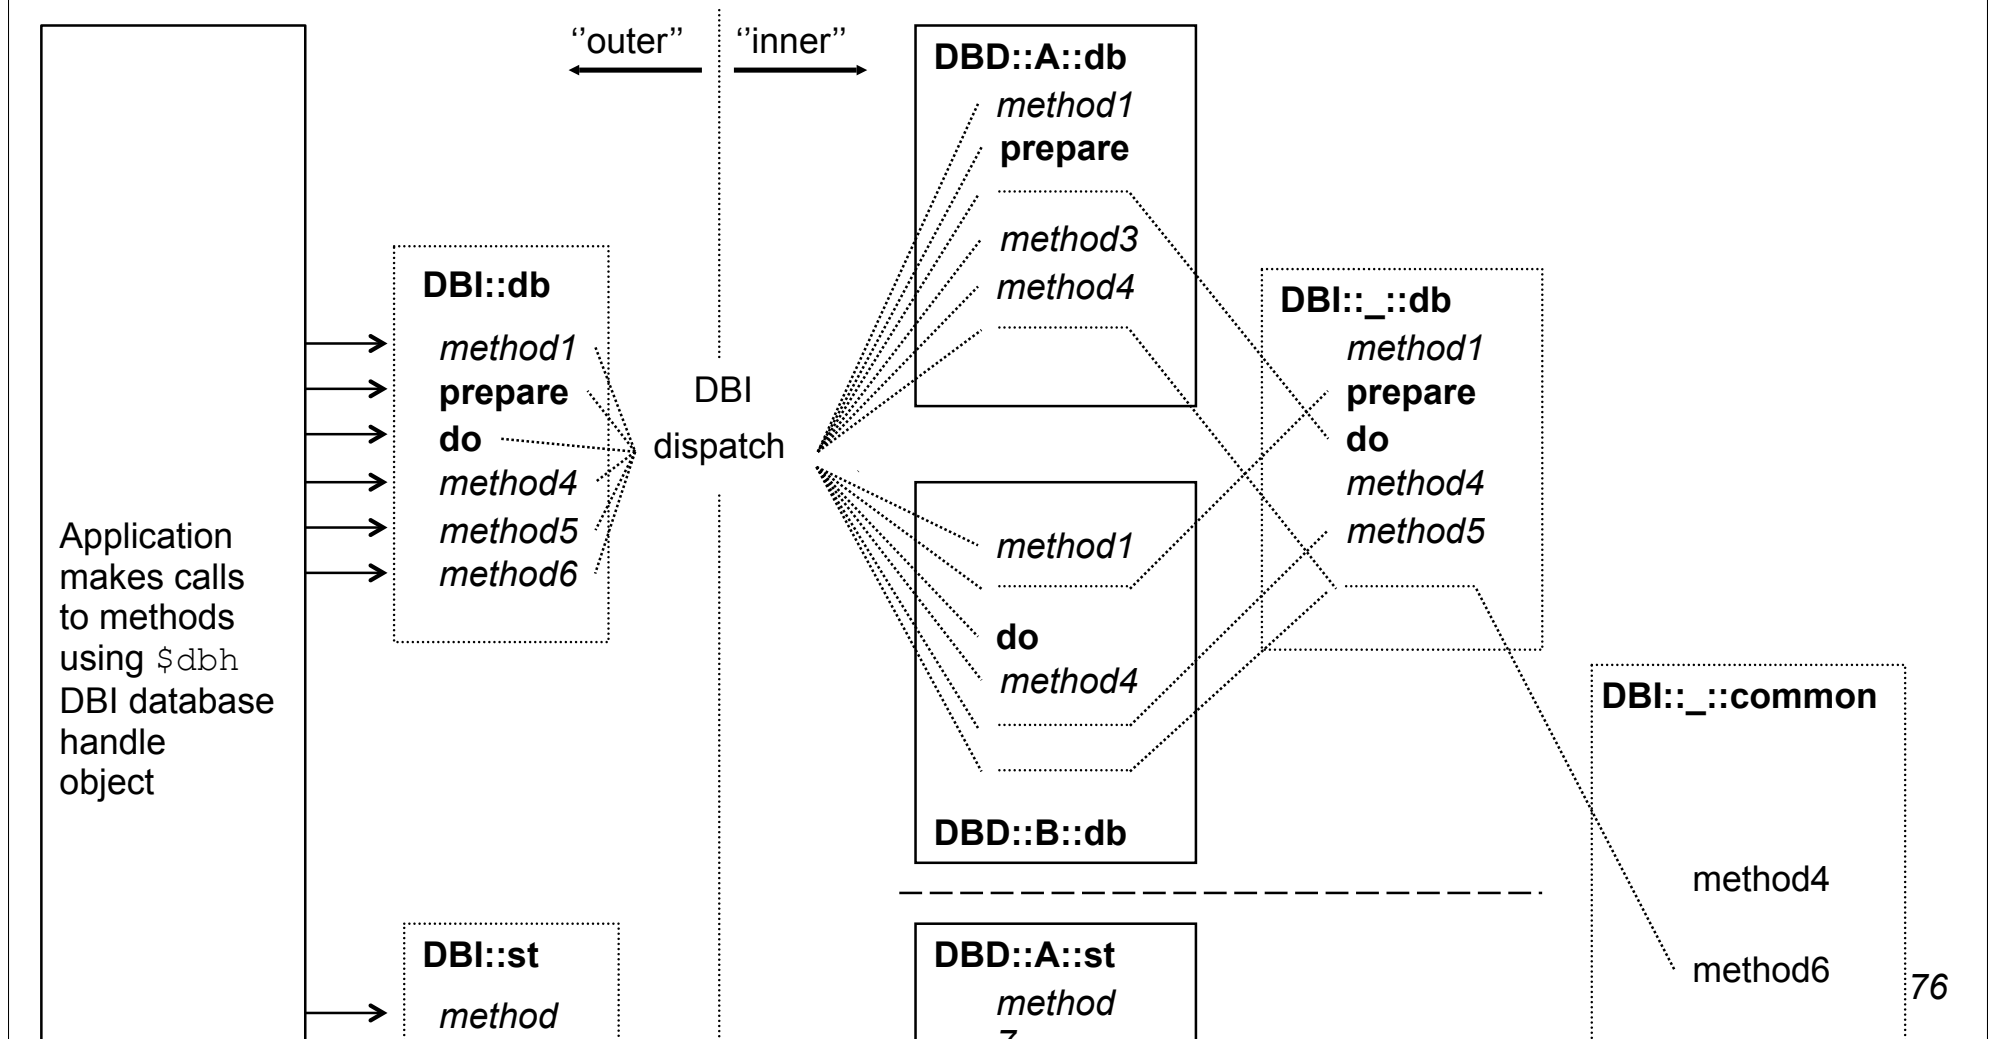 ‘’outer’’
‘’inner’’
Application
makes calls
to methods
using $dbh
DBI database
handle
object
DBI::db
method1
prepare
do
method4
method5
method6
DBI
dispatch
DBD::A::db
method1
prepare
method3
method4
method1
do
method4
DBD::B::db
DBI::_::db
method1
prepare
do
method4
method5
DBI::_::common
method4
method6
DBI::st
method
DBD::A::st
method
76